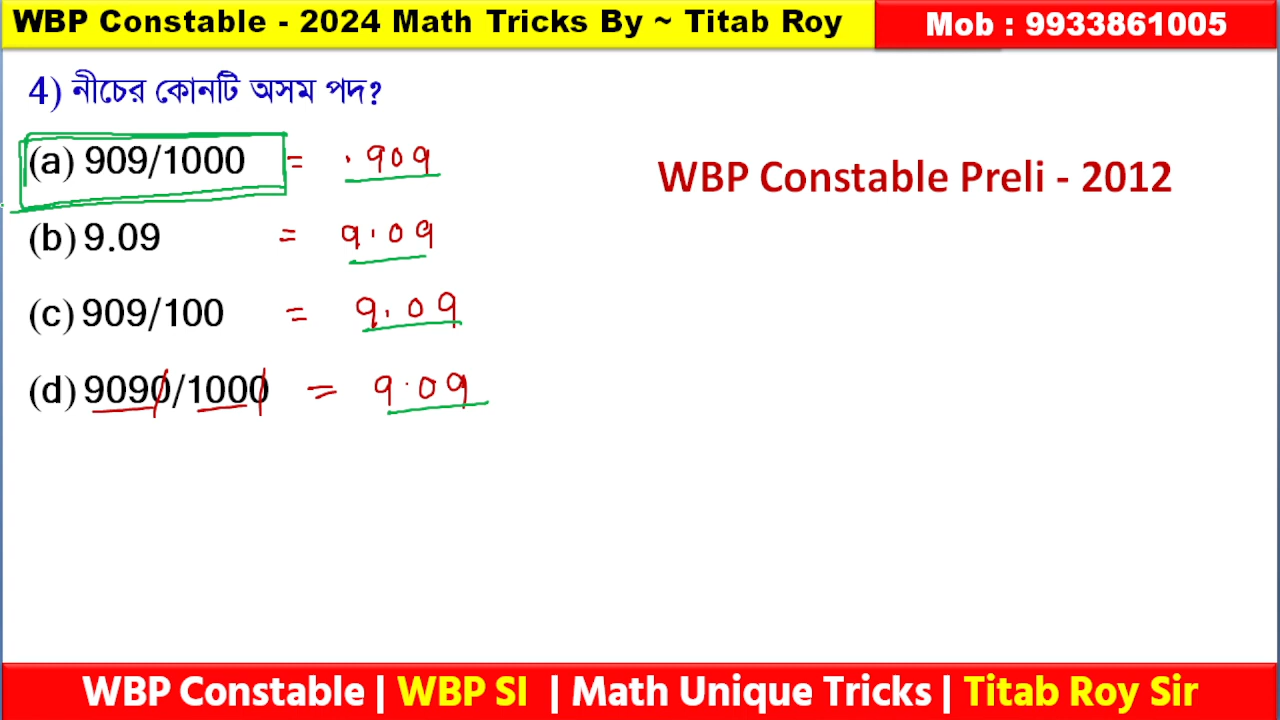 WBP Constable - 2024 Math Tricks By ~ Titab Roy
Mob : 9933861005
4) নীচের কোনটি অসম পদ?
(a) 909/1000 = .909
WBP Constable Preli - 2012
(b) 9.09 = 9.09
(c) 909/100 = 9.09
(d) 9090/1000 = 9.09
WBP Constable | WBP SI | Math Unique Tricks | Titab Roy Sir